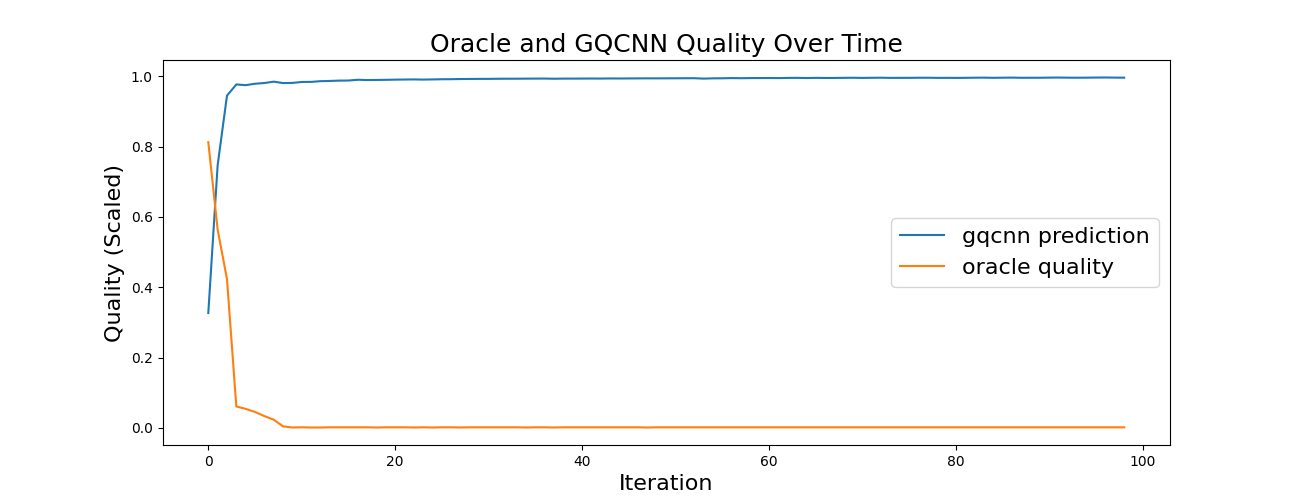 Oracle and GQCNN Quality Over Time
Quality (Scaled)
1.0
0.8
0.6
0.4
0.2
0.0
gqcnn prediction
oracle quality
0 20 40 60 80 100
Iteration